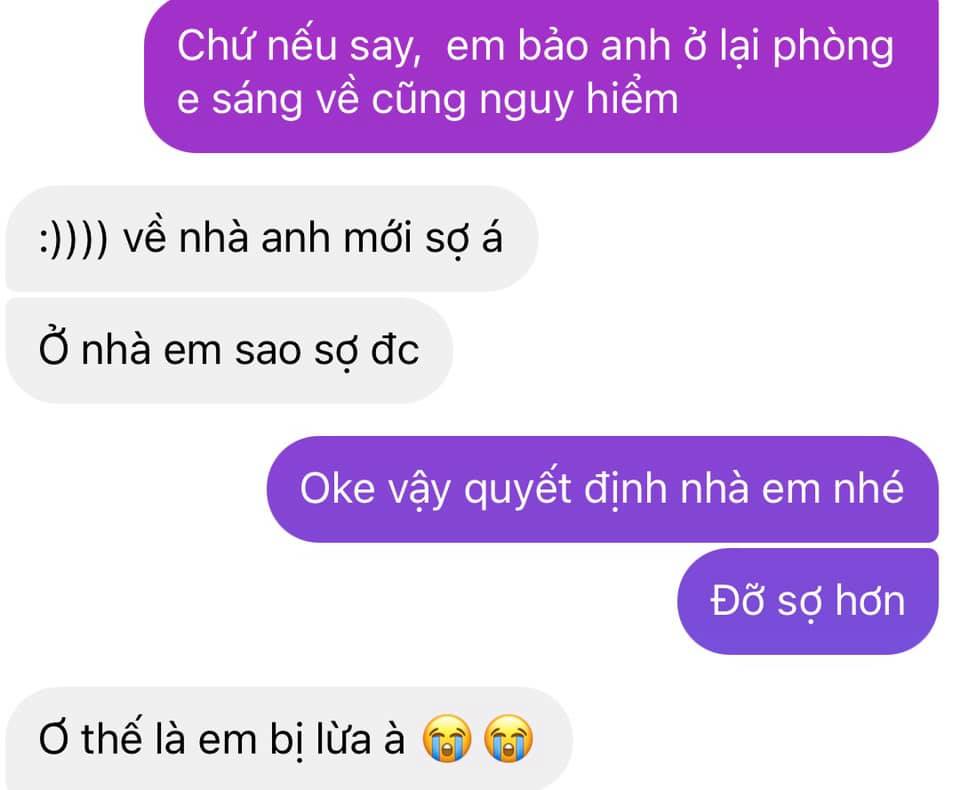 Chứ nếu say,  em bảo anh ở lại phòng
e sáng về cũng nguy hiểm
:)))) về nhà anh mới sợ á
Ở nhà em sao sợ đc
Oke vậy quyết định nhà em nhé
Đỡ sợ hơn
Ơ thế là em bị lừa à 😭 😭